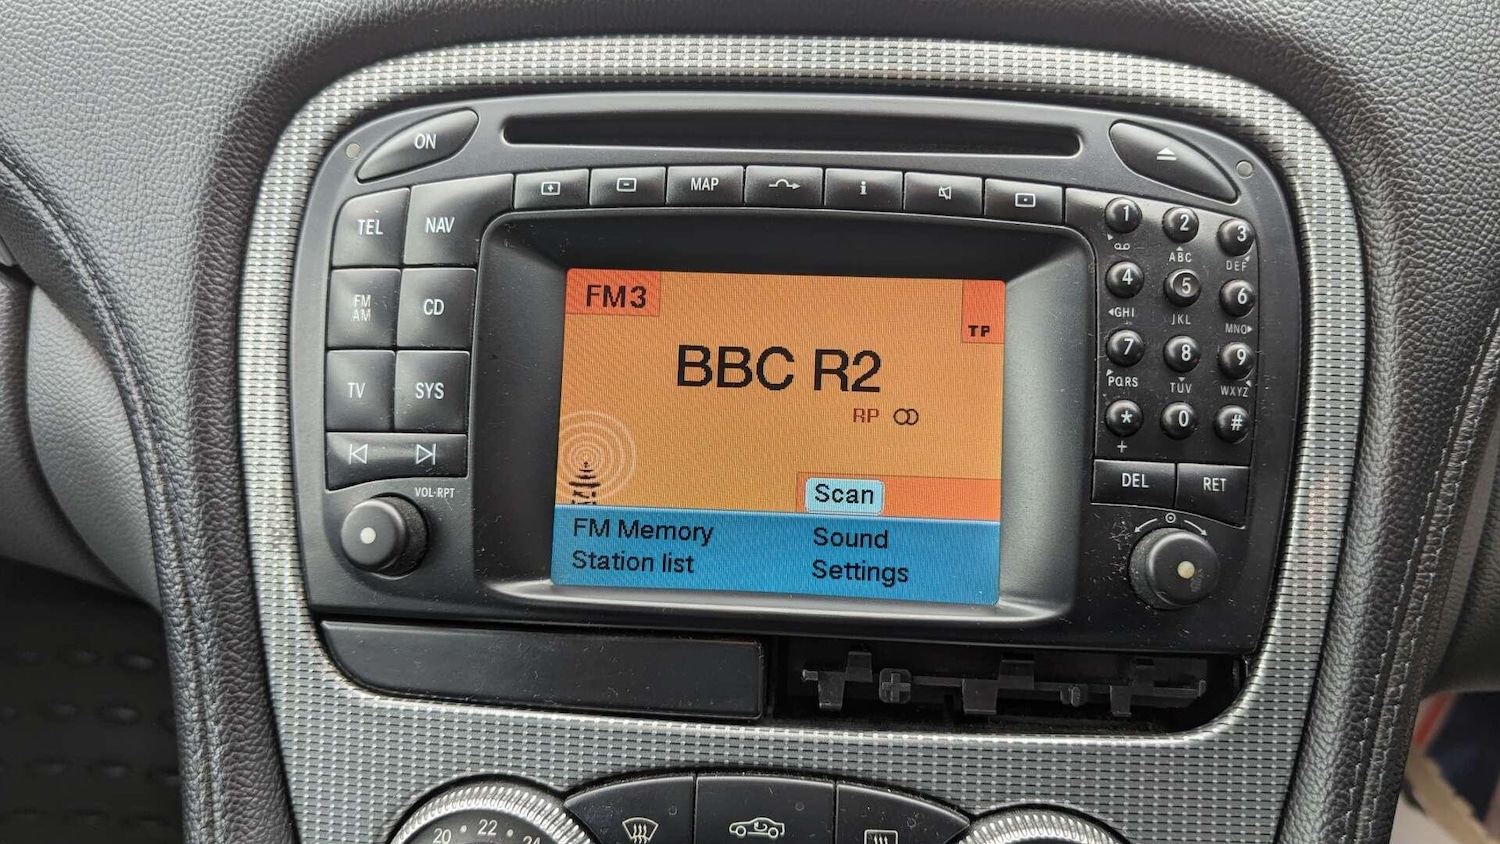 ON
MAP
i
TEL
NAV
FM
AM
CD
TV
SYS
VOL-RPT
FM3
TP
BBC R2
RP
Scan
FM Memory
Sound
Station list
Settings
1
2
3
ABC
DEF
4
5
6
GHI
JKL
MNO
7
8
9
PQRS
TUV
WXYZ
*
0
#
+
DEL
RET
20 • 22 • 24